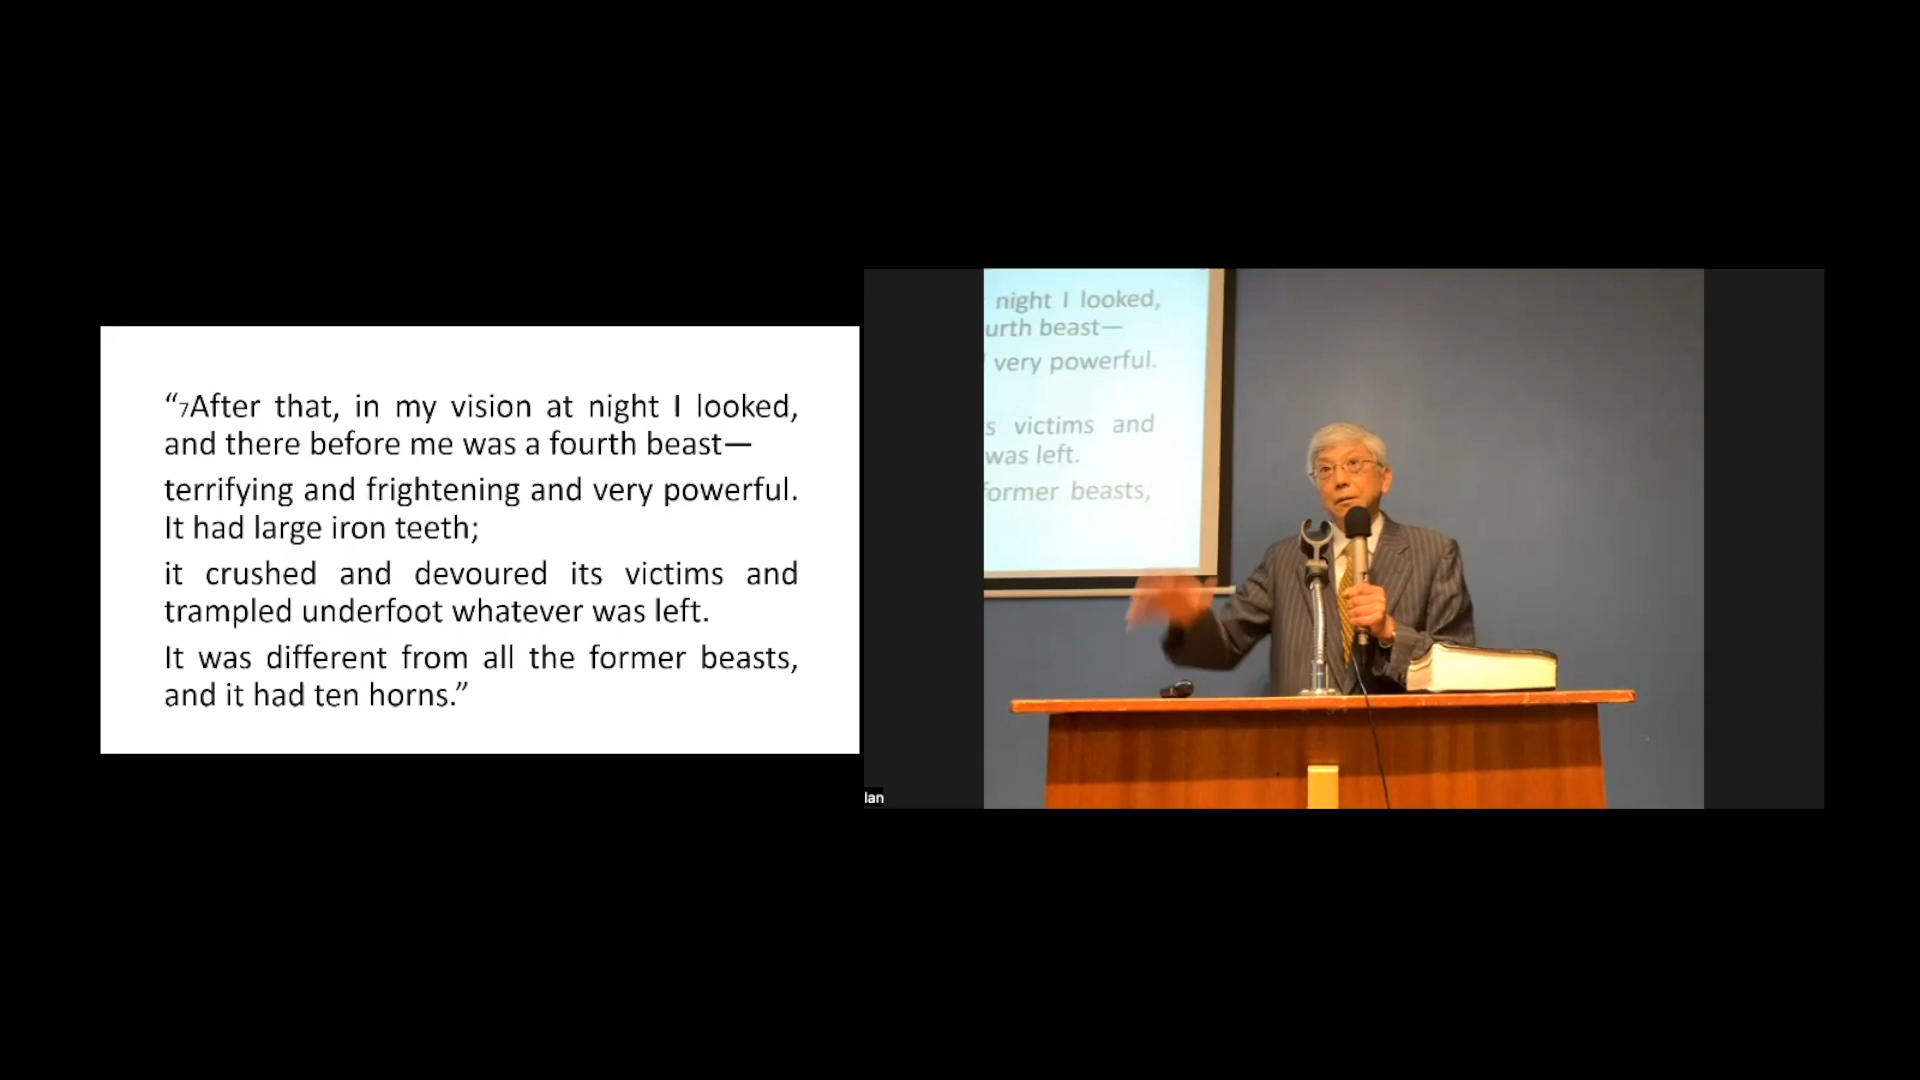 “7After that, in my vision at night I looked,
and there before me was a fourth beast—
terrifying and frightening and very powerful.
It had large iron teeth;
it crushed and devoured its victims and
trampled underfoot whatever was left.
It was different from all the former beasts,
and it had ten horns.”
night I looked,
urth beast—
very powerful.
s victims and
was left.
former beasts,
lan